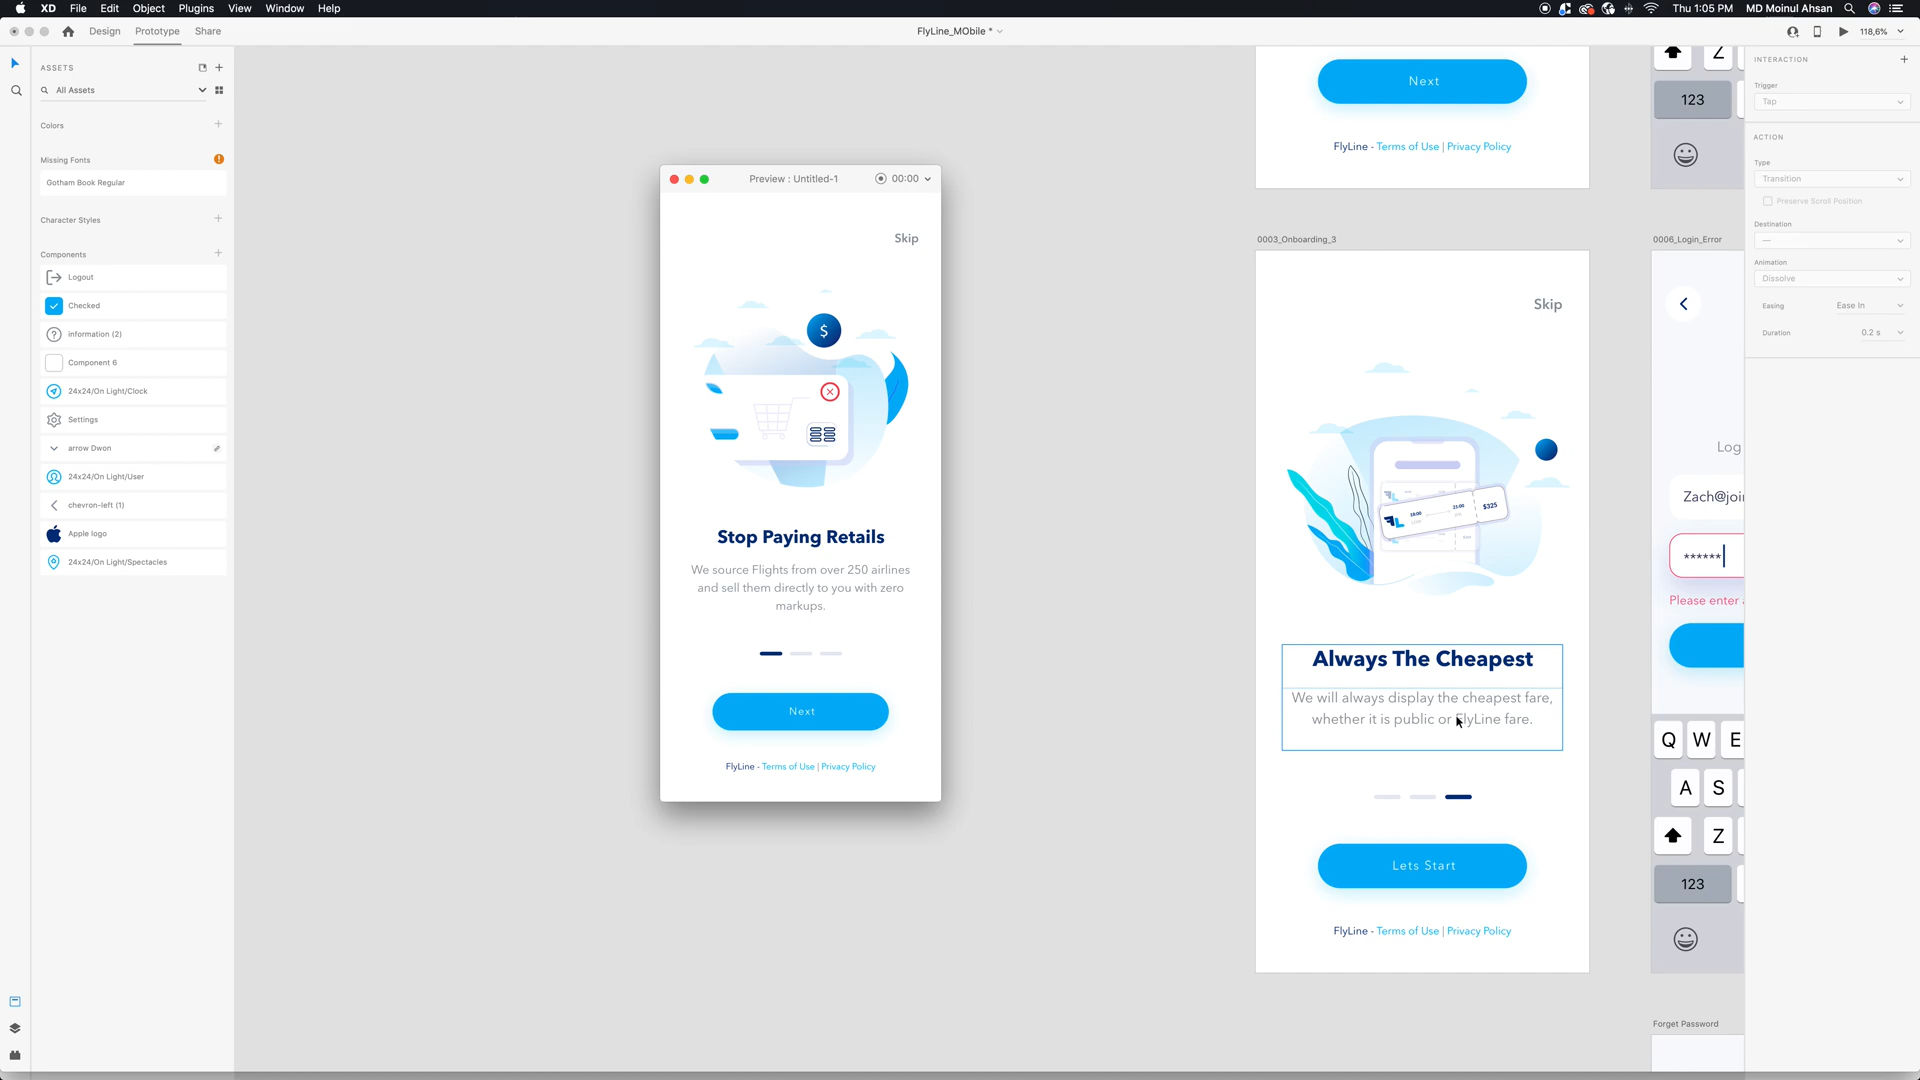 XD File Edit Object Plugins View Window Help
Thu 1:05 PM MD Moinul Ahsan
Design Prototype Share
FlyLine_MObile *
118,6%
ASSETS
All Assets
Colors
Missing Fonts
Gotham Book Regular
Character Styles
Components
Logout
Checked
information (2)
Component 6
24x24/On Light/Clock
Settings
arrow Dwon
24x24/On Light/User
chevron-left (1)
Apple logo
24x24/On Light/Spectacles
Preview : Untitled-1
00:00
Skip
$
Stop Paying Retails
We source Flights from over 250 airlines
and sell them directly to you with zero
markups.
Next
FlyLine - Terms of Use | Privacy Policy
Next
FlyLine - Terms of Use | Privacy Policy
0003_Onboarding_3
Skip
FL 10:00 21:00 $325
Always The Cheapest
We will always display the cheapest fare,
whether it is public or FlyLine fare.
Lets Start
FlyLine - Terms of Use | Privacy Policy
Z
123
0006_Login_Error
Log
Zach@joi
******
Please enter
Q W E
A S
Z
123
Forget Password
INTERACTION
Trigger
Tap
ACTION
Type
Transition
Preserve Scroll Position
Destination
—
Animation
Dissolve
Easing Ease In
Duration 0.2 s